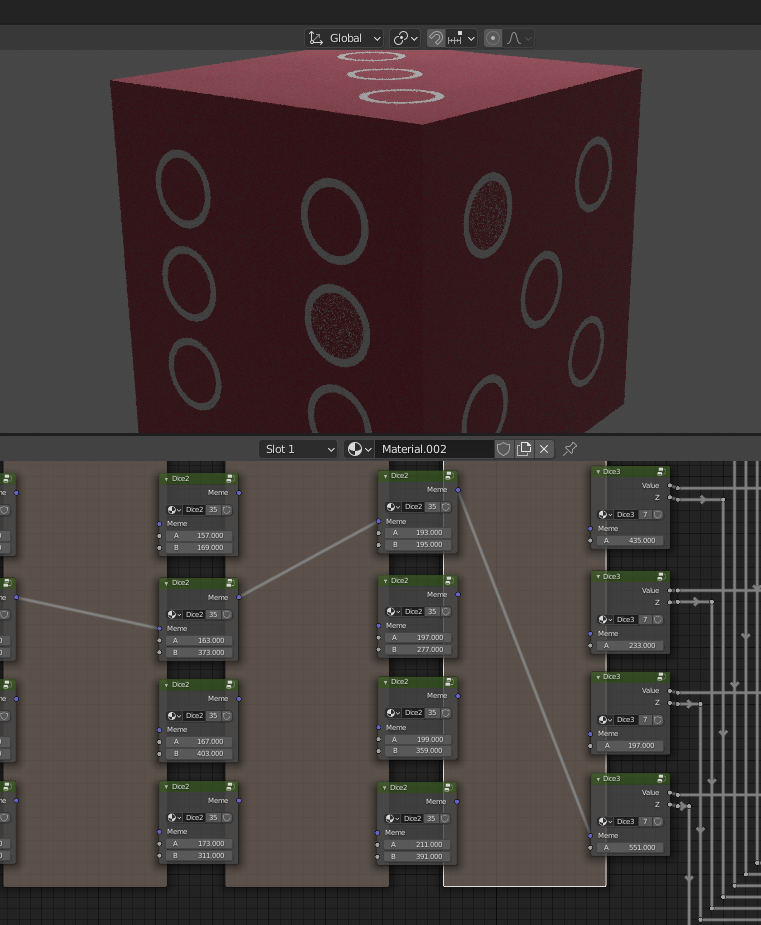 Global
Slot 1
Material.002
Dice2
Meme
Dice2 35
Meme
A 157.000
B 169.000
Dice2
Meme
Dice2 35
Meme
A 163.000
B 373.000
Dice2
Meme
Dice2 35
Meme
A 167.000
B 403.000
Dice2
Meme
Dice2 35
Meme
A 173.000
B 311.000
Dice2
Meme
Dice2 35
Meme
A 193.000
B 195.000
Dice2
Meme
Dice2 35
Meme
A 197.000
B 277.000
Dice2
Meme
Dice2 35
Meme
A 199.000
B 359.000
Dice2
Meme
Dice2 35
Meme
A 211.000
B 391.000
Dice3
Value
Z
Dice3 7
Meme
A 435.000
Dice3
Value
Z
Dice3 7
Meme
A 233.000
Dice3
Value
Z
Dice3 7
Meme
A 197.000
Dice3
Value
Z
Dice3 7
Meme
A 551.000